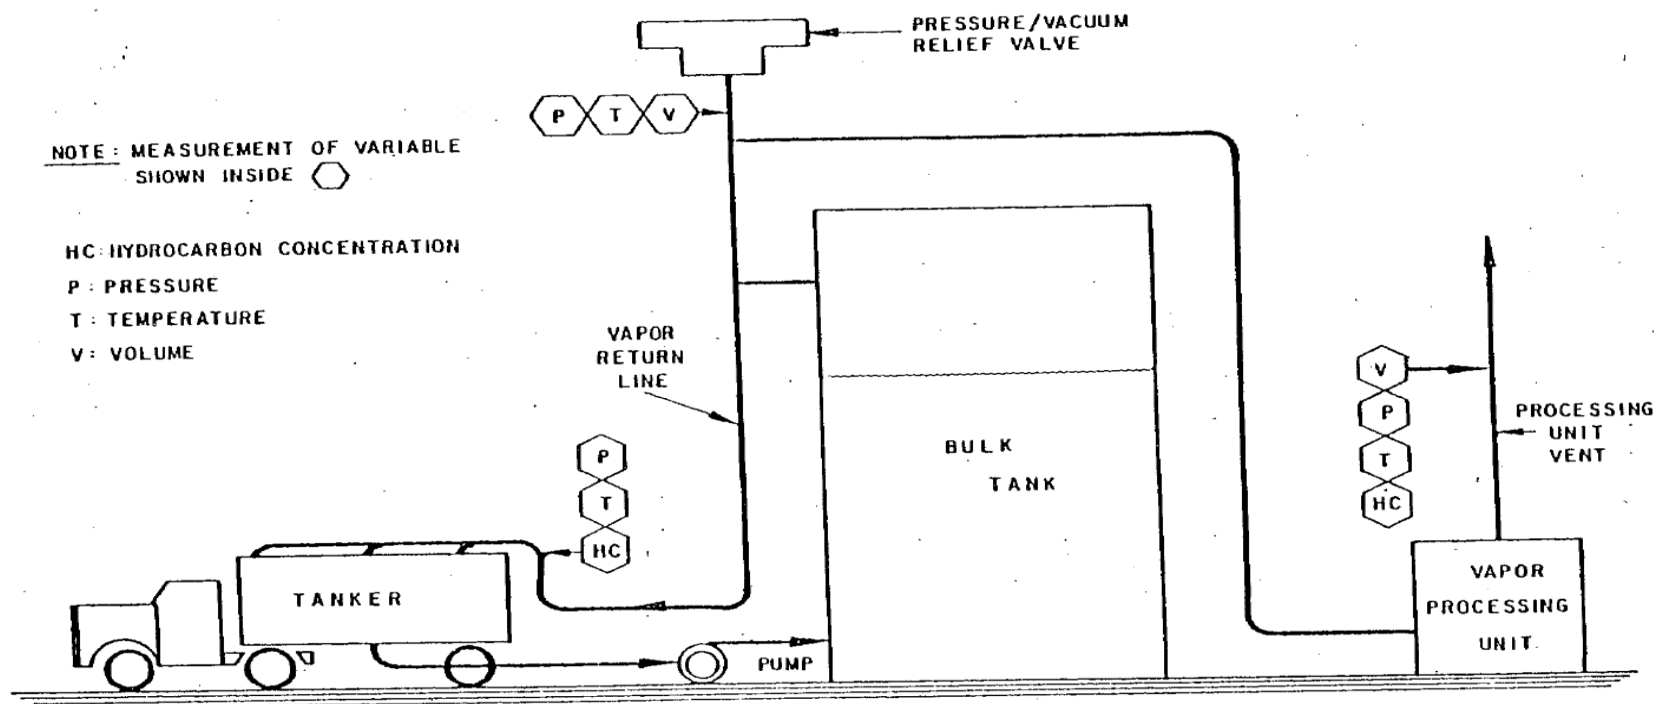 PRESSURE/VACUUM
RELIEF VALVE
P T V
NOTE: MEASUREMENT OF VARIABLE
SHOWN INSIDE
HC: HYDROCARBON CONCENTRATION
P: PRESSURE
T: TEMPERATURE
V: VOLUME
VAPOR
RETURN
LINE
P
T
HC
BULK
TANK
V
P
T
HC
PROCESSING
UNIT
VENT
TANKER
PUMP
VAPOR
PROCESSING
UNIT.